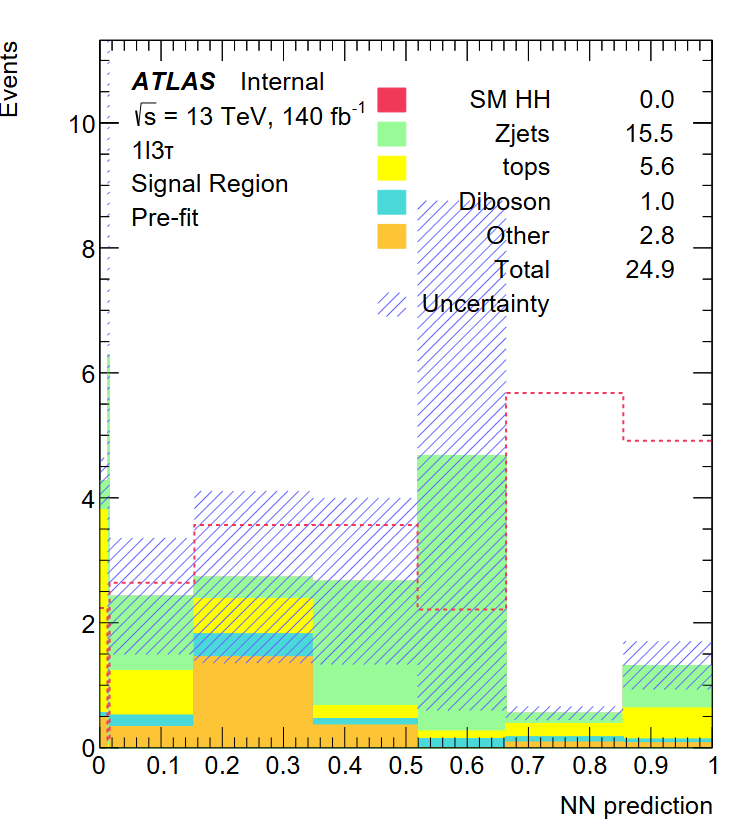 Events
ATLAS Internal
√s = 13 TeV, 140 fb-1
1l3τ
Signal Region
Pre-fit
SM HH 0.0
Zjets 15.5
tops 5.6
Diboson 1.0
Other 2.8
Total 24.9
Uncertainty
10
8
6
4
2
0
0 0.1 0.2 0.3 0.4 0.5 0.6 0.7 0.8 0.9 1
NN prediction